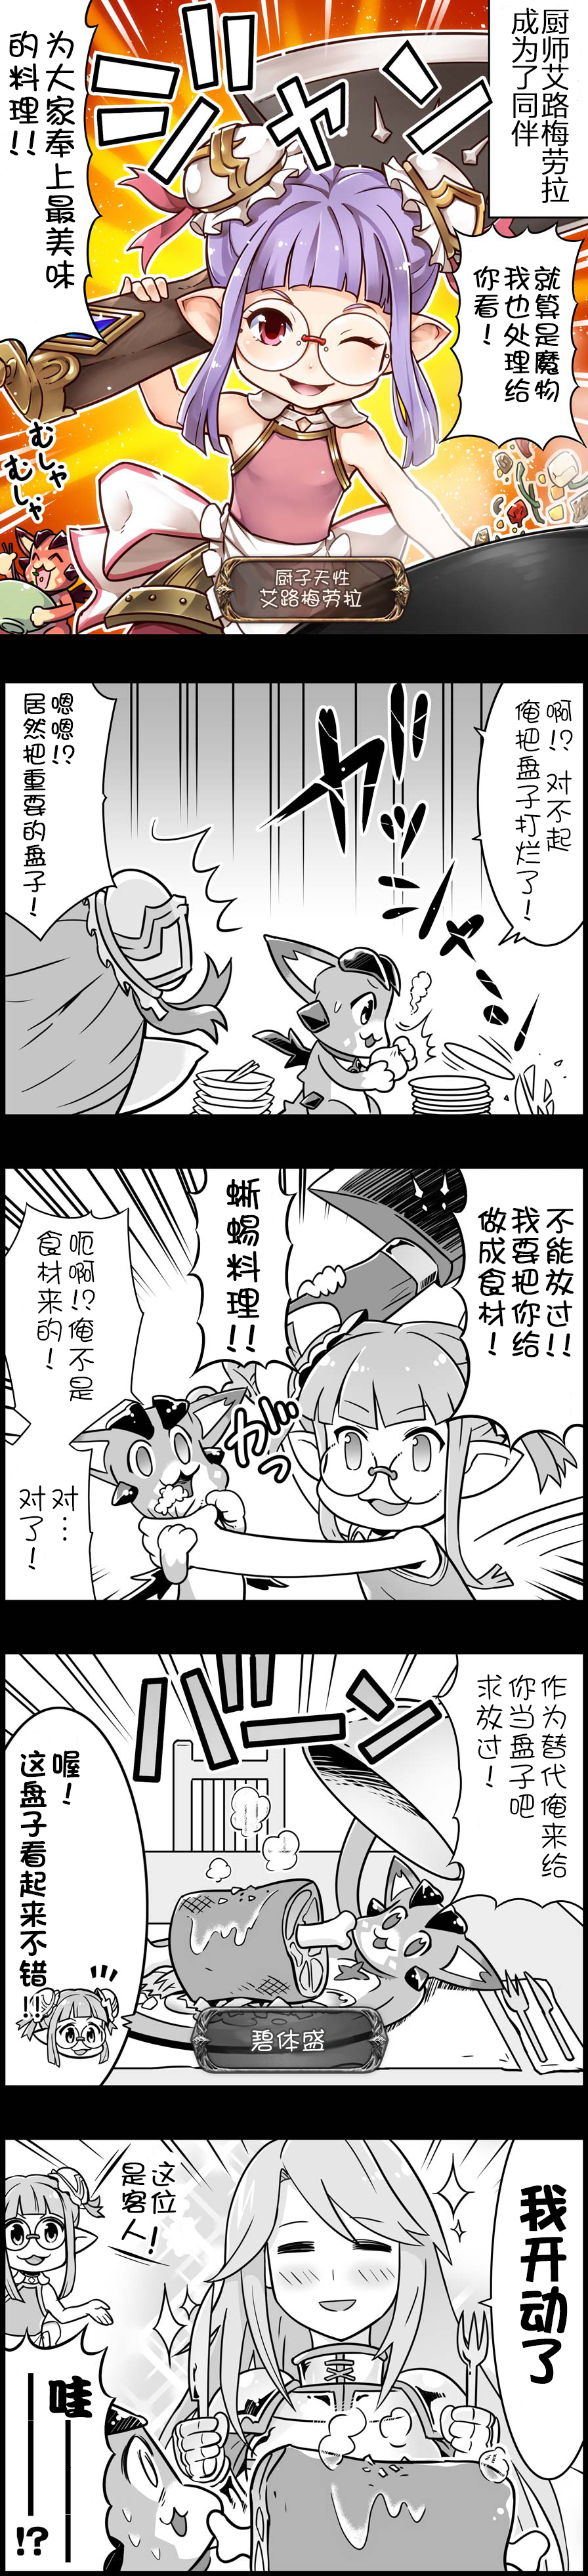 厨师艾路梅劳拉
成为了同伴
ジャーン
就算是魔物
我也处理给
你看！
为大家奉上最美味
的料理！！
むしゃ
むしゃ
厨子天性
艾路梅劳拉
啊！？对不起
俺把盘子打烂了！
ガシャン
嗯嗯！？
居然把重要的盘子！
不能放过！！
我要把你给
做成食材！
蜥蜴料理！！
ガッ
呃啊！？俺不是
食材来的！
对…
对了！
作为替代俺来给
你当盘子吧
求放过！
バーン
喔！
这盘子看起来不错！！
碧体盛
我开动了
这位
是客人！
哇
！？